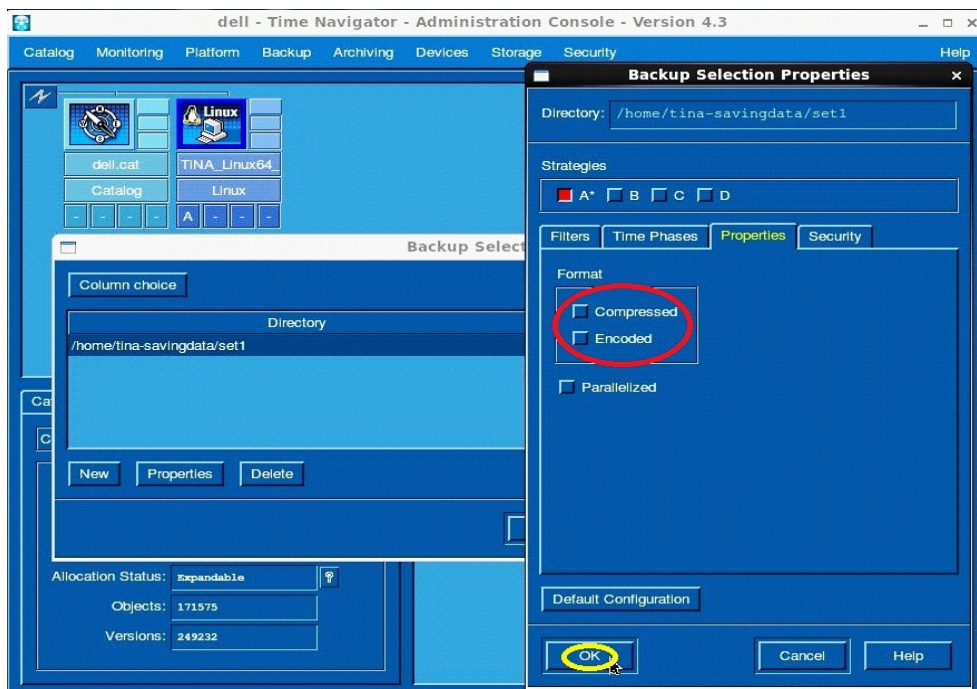 dell - Time Navigator - Administration Console - Version 4.3
Catalog Monitoring Platform Backup Archiving Devices Storage Security Help
Linux
dell.cat TINA_Linux64_
Catalog Linux
- - - - A - - -
Backup Select
Column choice
Directory
/home/tina-savingdata/set1
New Properties Delete
Allocation Status: Expandable ?
Objects: 171575
Versions: 249232
Backup Selection Properties
Directory: /home/tina-savingdata/set1
Strategies
A* B C D
Filters Time Phases Properties Security
Format
Compressed
Encoded
Parallelized
Default Configuration
OK Cancel Help